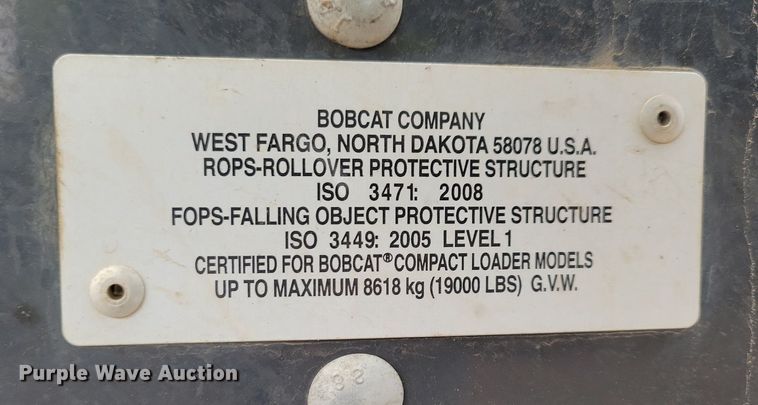 BOBCAT COMPANY
WEST FARGO, NORTH DAKOTA 58078 U.S.A.
ROPS-ROLLOVER PROTECTIVE STRUCTURE
ISO 3471: 2008
FOPS-FALLING OBJECT PROTECTIVE STRUCTURE
ISO 3449: 2005 LEVEL 1
CERTIFIED FOR BOBCAT® COMPACT LOADER MODELS
UP TO MAXIMUM 8618 kg (19000 LBS) G.V.W.
Purple Wave Auction